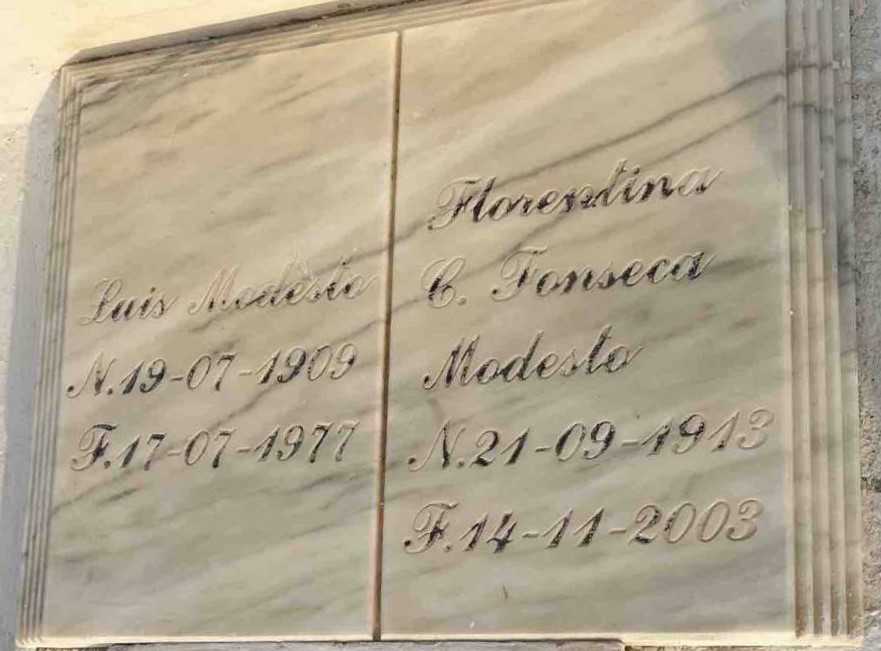 Luis Modesto
N.19-07-1909
F.17-07-1977
Florentina
C. Fonseca
Modesto
N.21-09-1913
F.14-11-2003